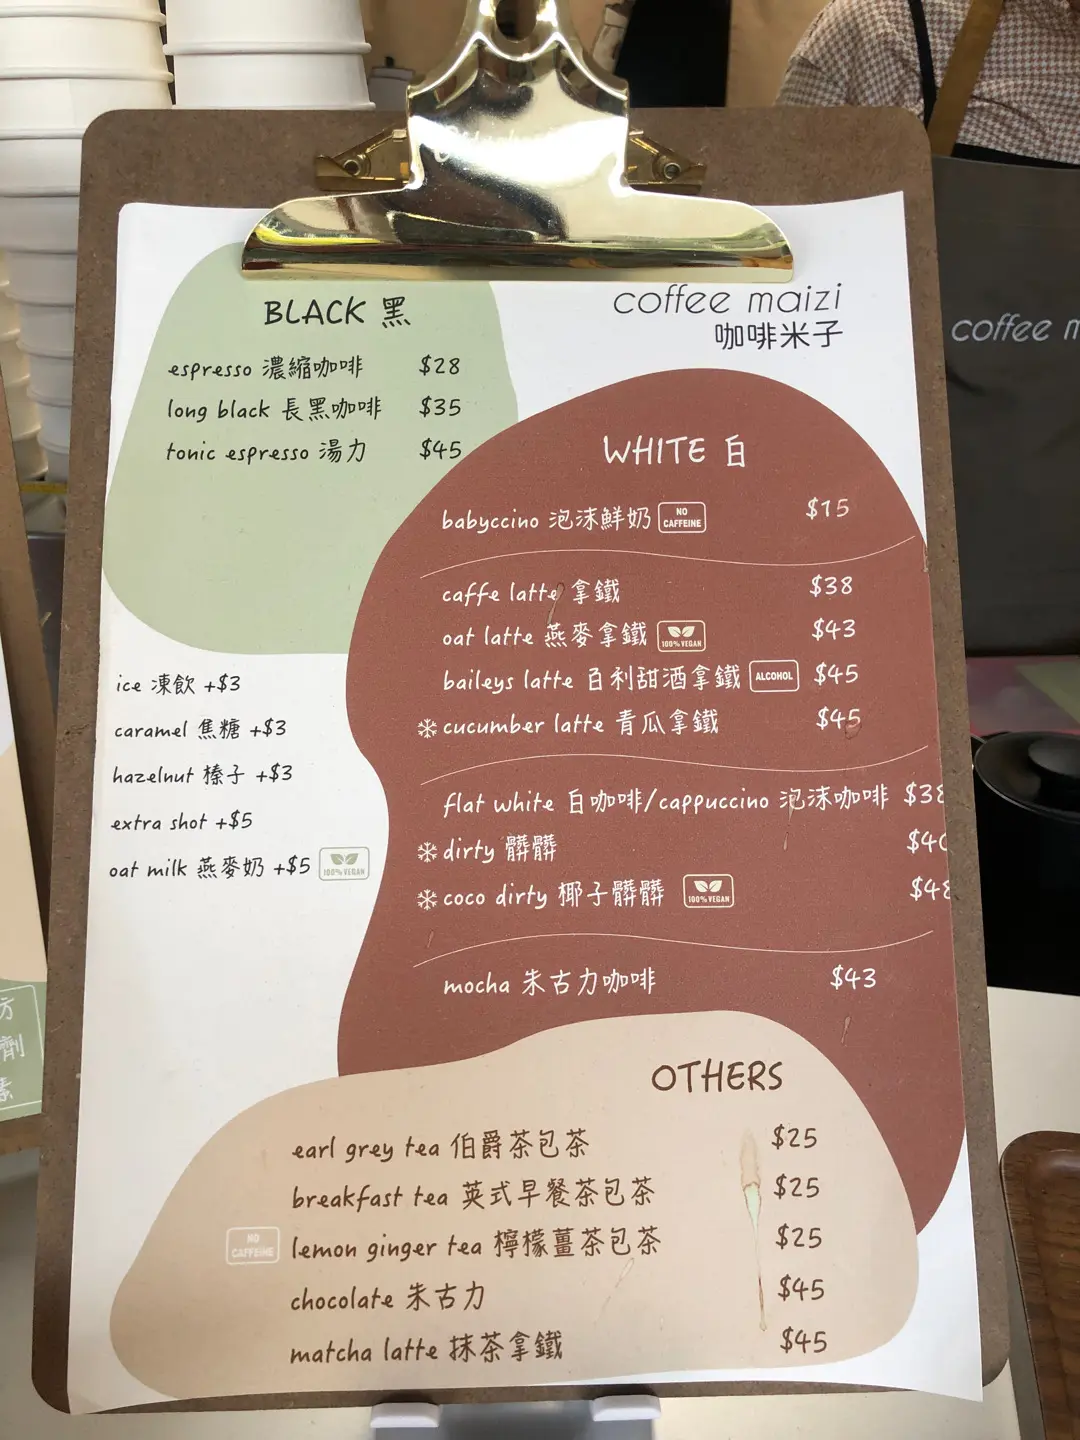 coffee maizi
咖啡米子
BLACK 黑
espresso 濃縮咖啡 $28
long black 長黑咖啡 $35
tonic espresso 湯力 $45
ice 凍飲 +$3
caramel 焦糖 +$3
hazelnut 榛子 +$3
extra shot +$5
oat milk 燕麥奶 +$5 100% VEGAN
WHITE 白
babyccino 泡沫鮮奶 NO CAFFEINE $15
caffe latte 拿鐵 $38
oat latte 燕麥拿鐵 100% VEGAN $43
baileys latte 百利甜酒拿鐵 ALCOHOL $45
cucumber latte 青瓜拿鐵 $45
flat white 白咖啡/cappuccino 泡沫咖啡 $38
dirty 髒髒
coco dirty 椰子髒髒 100% VEGAN $48
mocha 朱古力咖啡 $43
OTHERS
earl grey tea 伯爵茶包茶 $25
breakfast tea 英式早餐茶包茶 $25
NO CAFFEINE lemon ginger tea 檸檬薑茶包茶 $25
chocolate 朱古力 $45
matcha latte 抹茶拿鐵 $45
coffee
方
劑
素